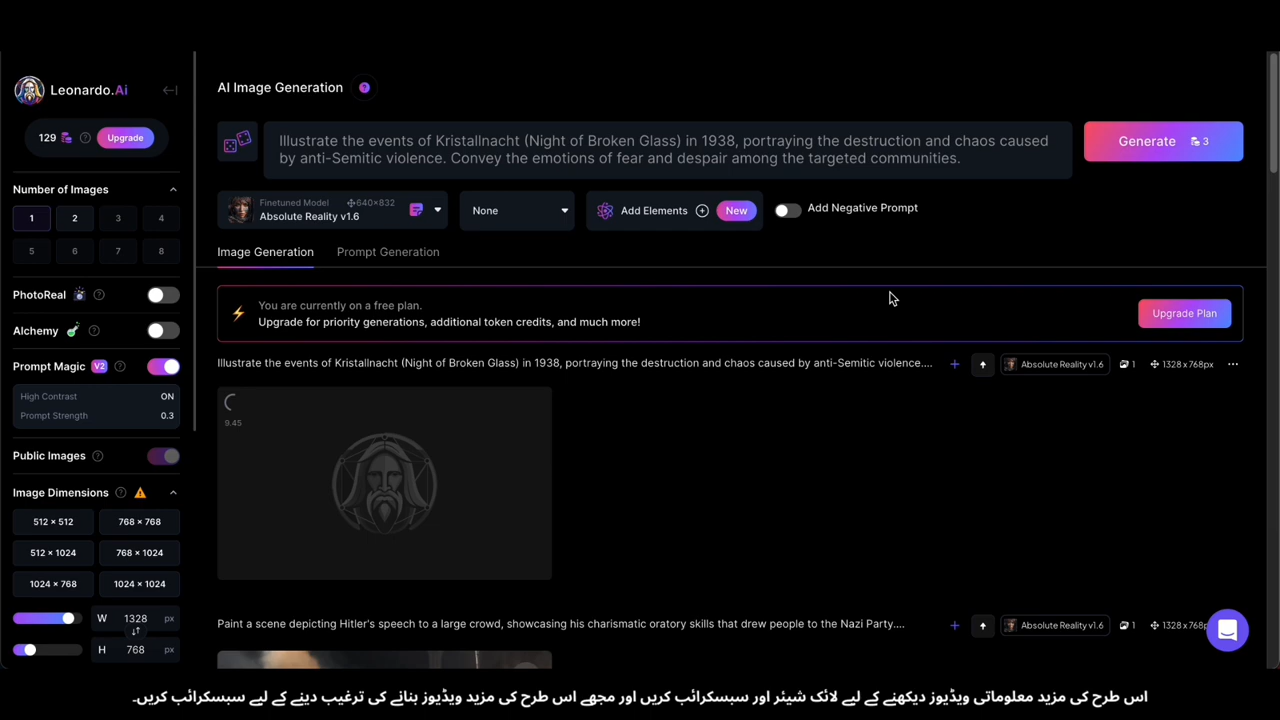 Leonardo.Ai
AI Image Generation
129 Upgrade
Illustrate the events of Kristallnacht (Night of Broken Glass) in 1938, portraying the destruction and chaos caused
by anti-Semitic violence. Convey the emotions of fear and despair among the targeted communities.
Generate 3
Number of Images
1 2 3 4
5 6 7 8
Finetuned Model 640×832
Absolute Reality v1.6
None
Add Elements New
Add Negative Prompt
Image Generation Prompt Generation
PhotoReal
Alchemy
Prompt Magic V2
High Contrast ON
Prompt Strength 0.3
Public Images
Image Dimensions
512 × 512 768 × 768
512 × 1024 768 × 1024
1024 × 768 1024 × 1024
W 1328 px
H 768 px
You are currently on a free plan.
Upgrade for priority generations, additional token credits, and much more!
Upgrade Plan
Illustrate the events of Kristallnacht (Night of Broken Glass) in 1938, portraying the destruction and chaos caused by anti-Semitic violence.... Absolute Reality v1.6 1 1328 x 768px
9.45
Paint a scene depicting Hitler's speech to a large crowd, showcasing his charismatic oratory skills that drew people to the Nazi Party.... Absolute Reality v1.6 1 1328 x 768p
اس طرح کی مزید معلوماتی ویڈیوز دیکھنے کے لیے لائک شیئر اور سبسکرائب کریں اور مجھے اس طرح کی مزید ویڈیوز بنانے کی ترغیب دینے کے لیے سبسکرائب کریں۔